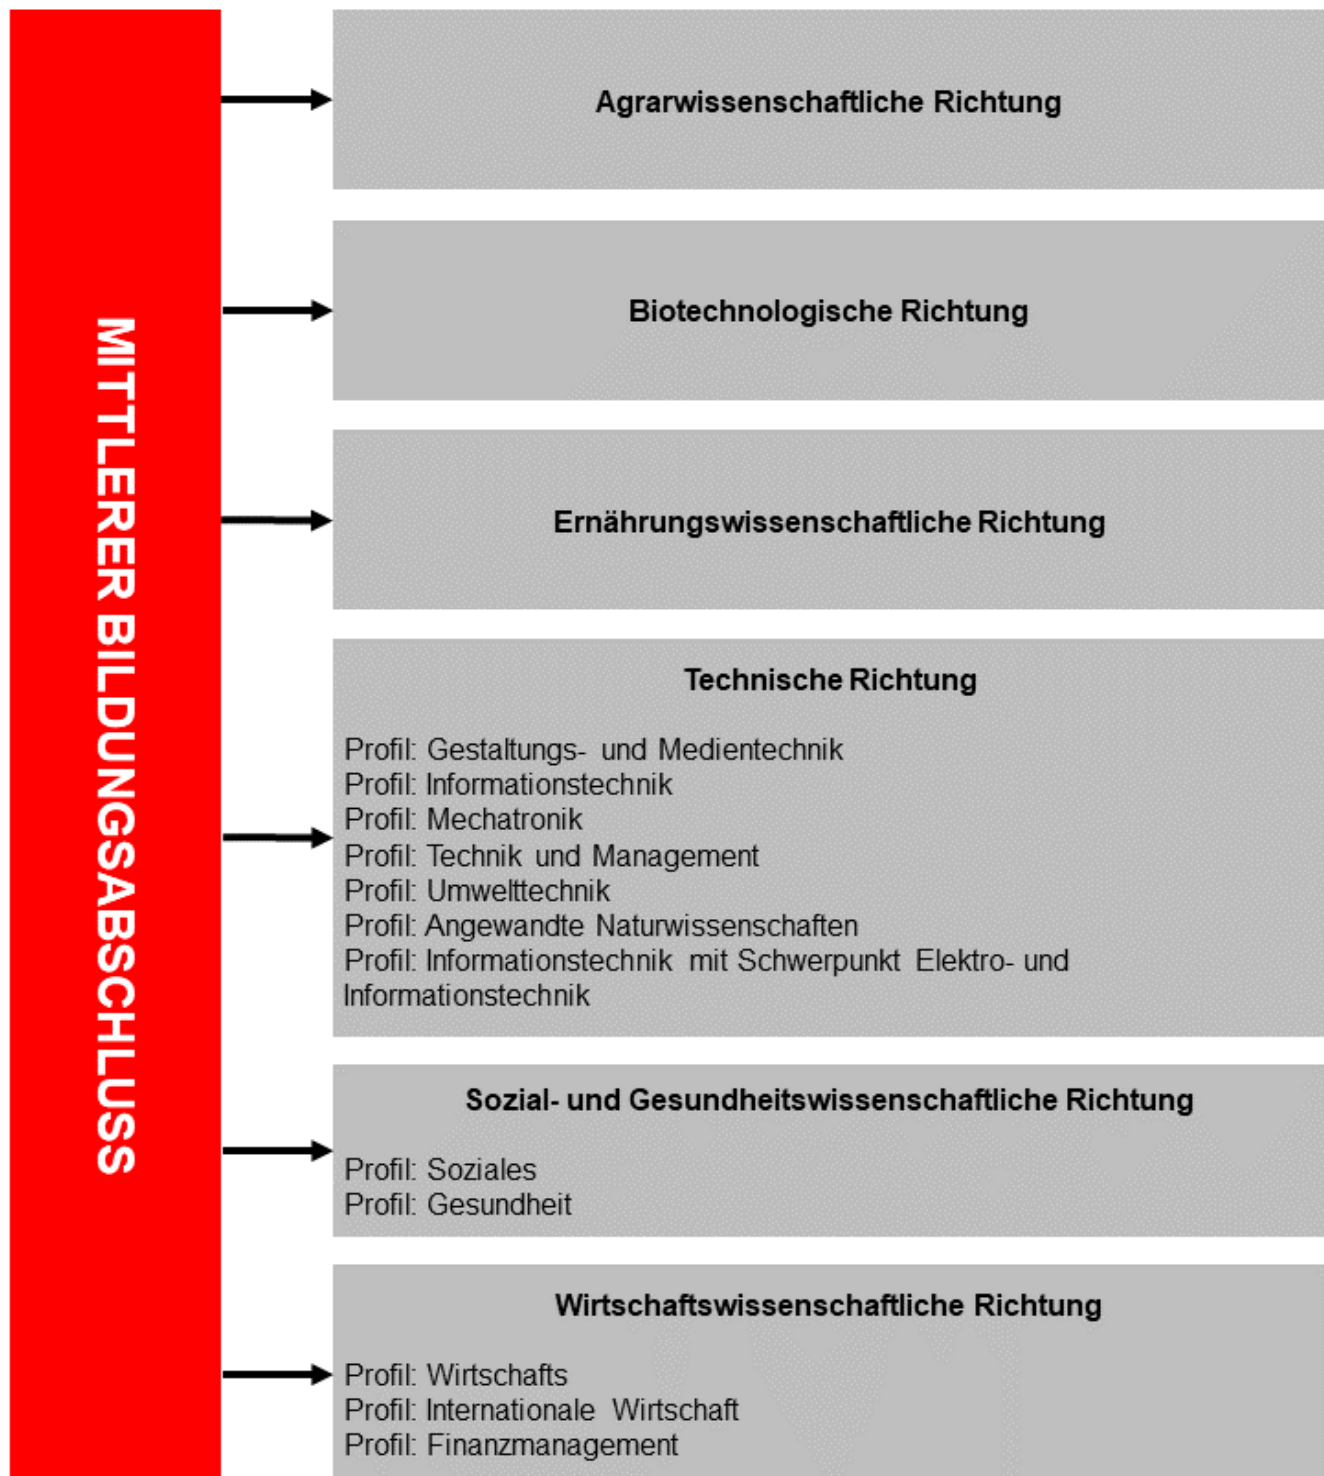 MITTLERER BILDUNGSABSCHLUSS
Agrarwissenschaftliche Richtung
Biotechnologische Richtung
Ernährungswissenschaftliche Richtung
Technische Richtung
Profil: Gestaltungs- und Medientechnik
Profil: Informationstechnik
Profil: Mechatronik
Profil: Technik und Management
Profil: Umwelttechnik
Profil: Angewandte Naturwissenschaften
Profil: Informationstechnik mit Schwerpunkt Elektro- und
Informationstechnik
Sozial- und Gesundheitswissenschaftliche Richtung
Profil: Soziales
Profil: Gesundheit
Wirtschaftswissenschaftliche Richtung
Profil: Wirtschafts
Profil: Internationale Wirtschaft
Profil: Finanzmanagement